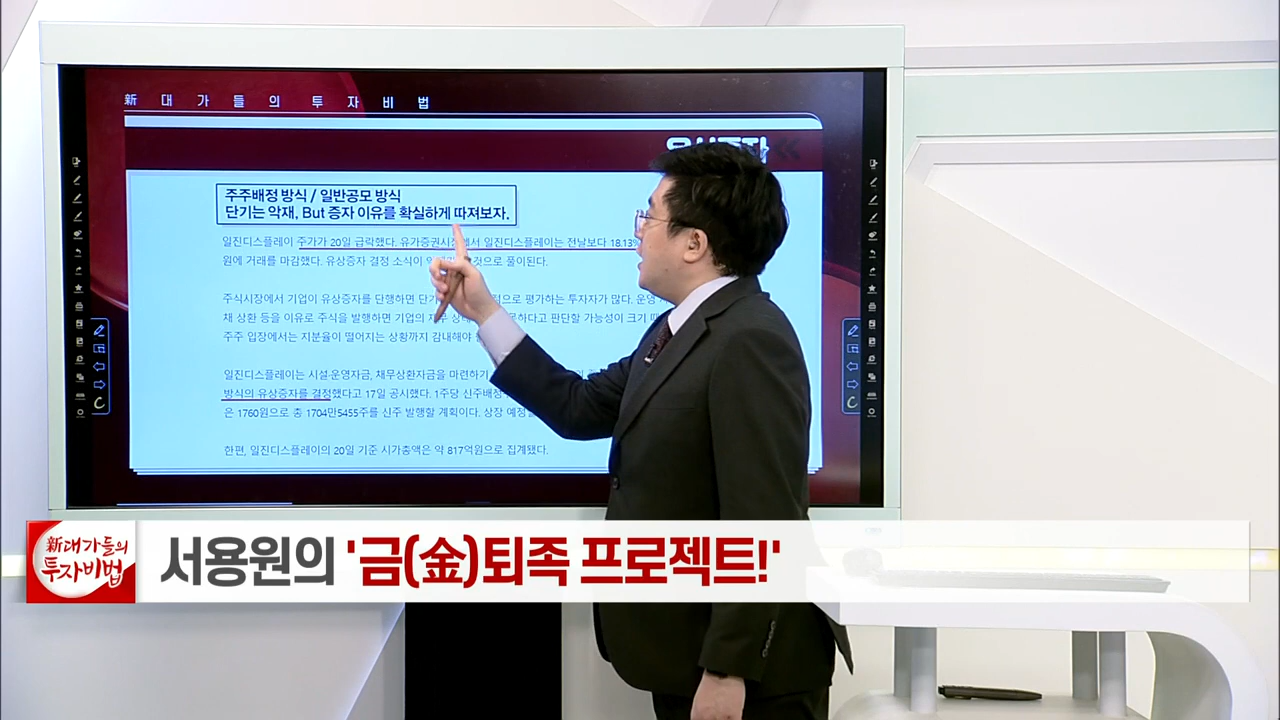 新 대 가 들 의 투 자 비 법
유상증자
주주배정 방식 / 일반공모 방식
단기는 악재, But 증자 이유를 확실하게 따져보자.
일진디스플레이 주가가 20일 급락했다. 유가증권시장에서 일진디스플레이는 전날보다 18.13%
원에 거래를 마감했다. 유상증자 결정 소식이 것으로 풀이된다.
주식시장에서 기업이 유상증자를 단행하면 단기 적으로 평가하는 투자자가 많다. 운영
채 상환 등을 이유로 주식을 발행하면 기업의 재무 못하다고 판단할 가능성이 크기 때
주주 입장에서는 지분율이 떨어지는 상황까지 감내해야
일진디스플레이는 시설·운영자금, 채무상환자금을 마련하기
방식의 유상증자를 결정했다고 17일 공시했다. 1주당 신주배정
은 1760원으로 총 1704만5455주를 신주 발행할 계획이다. 상장 예정
한편, 일진디스플레이의 20일 기준 시가총액은 약 817억원으로 집계됐다.
新대가들의
투자비법
서용원의 '금(金)퇴족 프로젝트!'